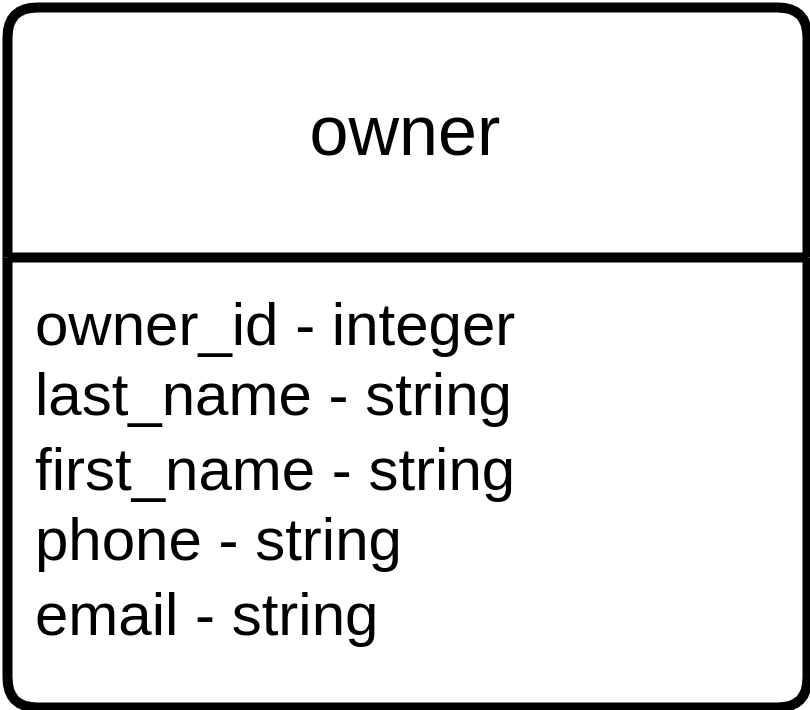 owner
owner_id - integer
last_name - string
first_name - string
phone - string
email - string